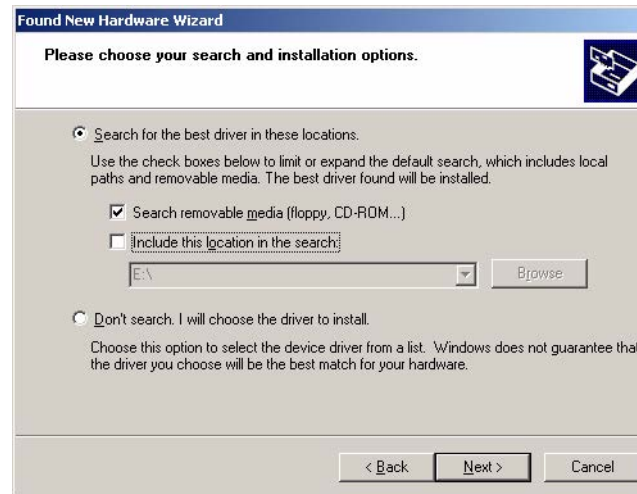 Found New Hardware Wizard
Please choose your search and installation options.
Search for the best driver in these locations.
Use the check boxes below to limit or expand the default search, which includes local
paths and removable media. The best driver found will be installed.
Search removable media (floppy, CD-ROM...)
Include this location in the search:
E:\
Browse
Don't search. I will choose the driver to install.
Choose this option to select the device driver from a list. Windows does not guarantee that
the driver you choose will be the best match for your hardware.
< Back Next > Cancel